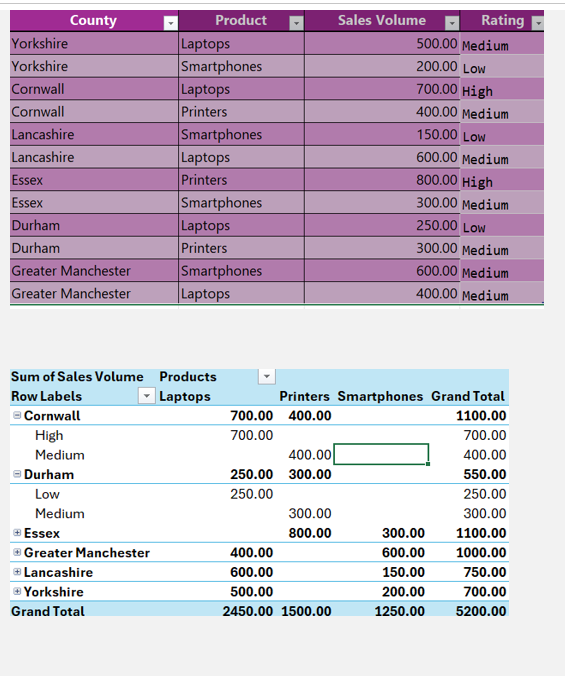 County Product Sales Volume Rating
Yorkshire Laptops 500.00 Medium
Yorkshire Smartphones 200.00 Low
Cornwall Laptops 700.00 High
Cornwall Printers 400.00 Medium
Lancashire Smartphones 150.00 Low
Lancashire Laptops 600.00 Medium
Essex Printers 800.00 High
Essex Smartphones 300.00 Medium
Durham Laptops 250.00 Low
Durham Printers 300.00 Medium
Greater Manchester Smartphones 600.00 Medium
Greater Manchester Laptops 400.00 Medium
Sum of Sales Volume Products
Row Labels Laptops Printers Smartphones Grand Total
Cornwall 700.00 400.00 1100.00
High 700.00 700.00
Medium 400.00 400.00
Durham 250.00 300.00 550.00
Low 250.00 250.00
Medium 300.00 300.00
Essex 800.00 300.00 1100.00
Greater Manchester 400.00 600.00 1000.00
Lancashire 600.00 150.00 750.00
Yorkshire 500.00 200.00 700.00
Grand Total 2450.00 1500.00 1250.00 5200.00